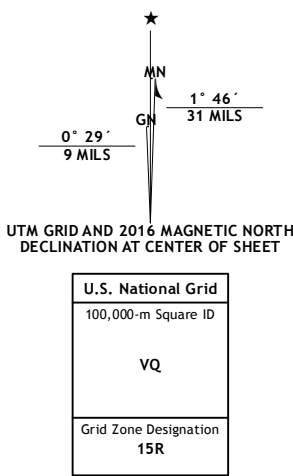 MN
1° 46´
31 MILS
GN
0° 29´
9 MILS
UTM GRID AND 2016 MAGNETIC NORTH
DECLINATION AT CENTER OF SHEET
U.S. National Grid
100,000-m Square ID
VQ
Grid Zone Designation
15R